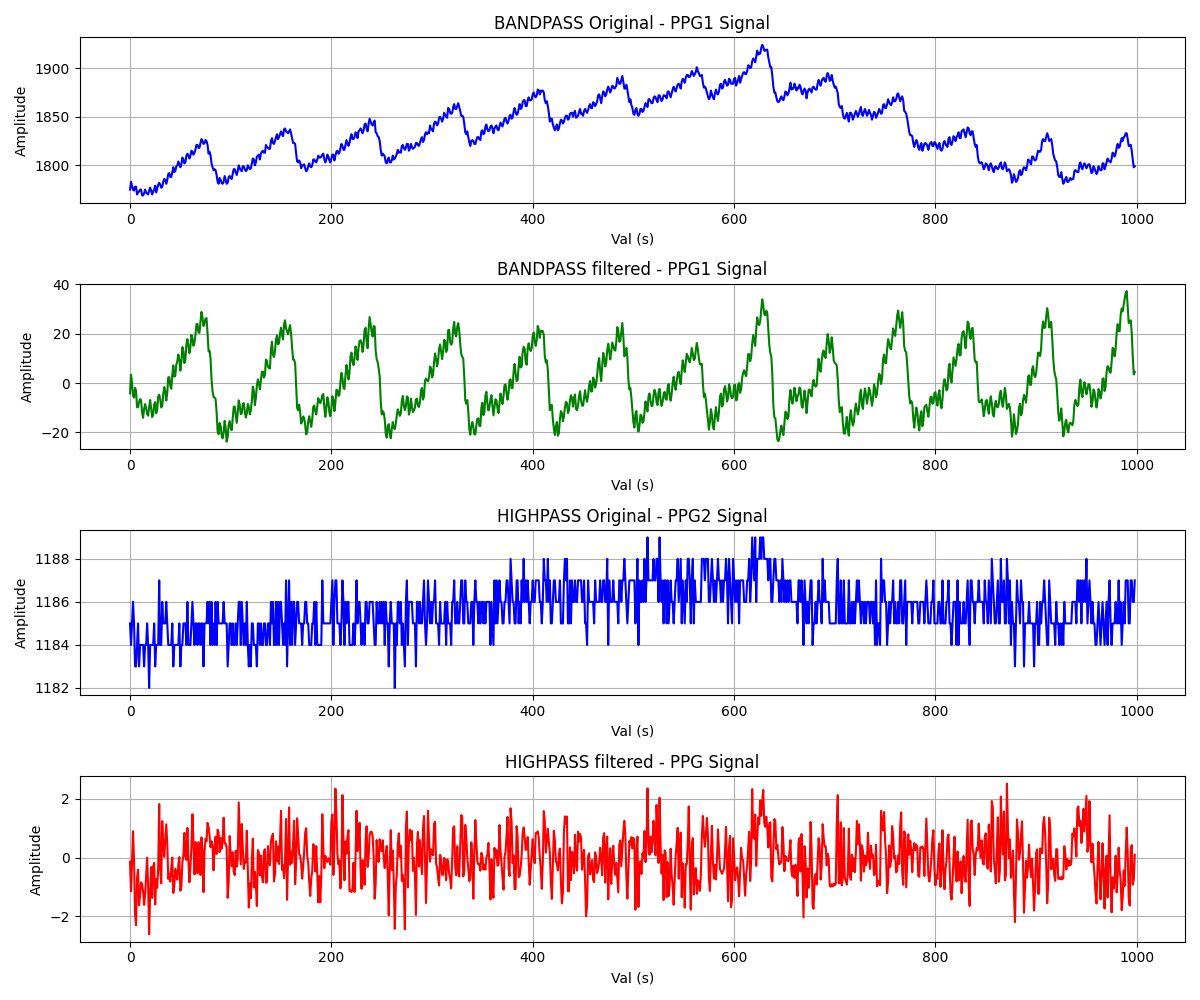 BANDPASS Original - PPG1 Signal
Amplitude
1900
1850
1800
0 200 400 600 800 1000
Val (s)
BANDPASS filtered - PPG1 Signal
Amplitude
40
20
0
−20
0 200 400 600 800 1000
Val (s)
HIGHPASS Original - PPG2 Signal
Amplitude
1188
1186
1184
1182
0 200 400 600 800 1000
Val (s)
HIGHPASS filtered - PPG Signal
Amplitude
2
0
−2
0 200 400 600 800 1000
Val (s)